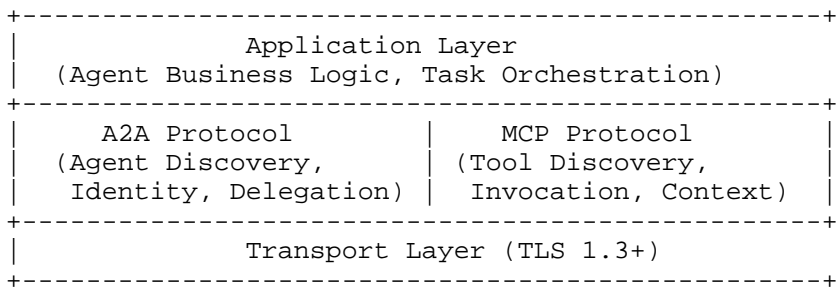 +--------------------------------------------------+
|              Application Layer
|  (Agent Business Logic, Task Orchestration)
+--------------------------------------------------+
|     A2A Protocol        |    MCP Protocol        |
|  (Agent Discovery,      | (Tool Discovery,       |
|   Identity, Delegation) |  Invocation, Context)  |
+--------------------------------------------------+
|              Transport Layer (TLS 1.3+)
+--------------------------------------------------+